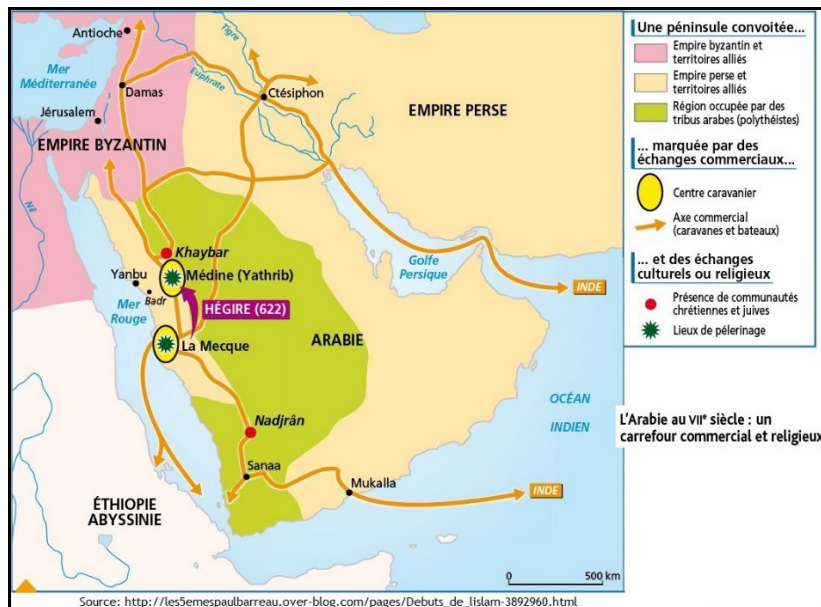 Antioche
Mer
Méditerranée
Damas
Jérusalem
EMPIRE BYZANTIN
Nil
Tigre
Euphrate
Ctésiphon
EMPIRE PERSE
Khaybar
Médine (Yathrib)
Yanbu
Badr
Mer
Rouge
HÉGIRE (622)
La Mecque
ARABIE
Golfe
Persique
INDE
Nadjrân
Sanaa
Mukalla
INDE
OCÉAN
INDIEN
ÉTHIOPIE
ABYSSINIE
0 500 km
Une péninsule convoitée...
Empire byzantin et
territoires alliés
Empire perse et
territoires alliés
Région occupée par des
tribus arabes (polythéistes)
... marquée par des
échanges commerciaux...
Centre caravanier
Axe commercial
(caravanes et bateaux)
... et des échanges
culturels ou religieux
Présence de communautés
chrétiennes et juives
Lieux de pélerinage
L'Arabie au VIIe siècle : un
carrefour commercial et religieux
Source: http://les5emespaulbarreau.over-blog.com/pages/Debuts_de_lislam-3892960.html